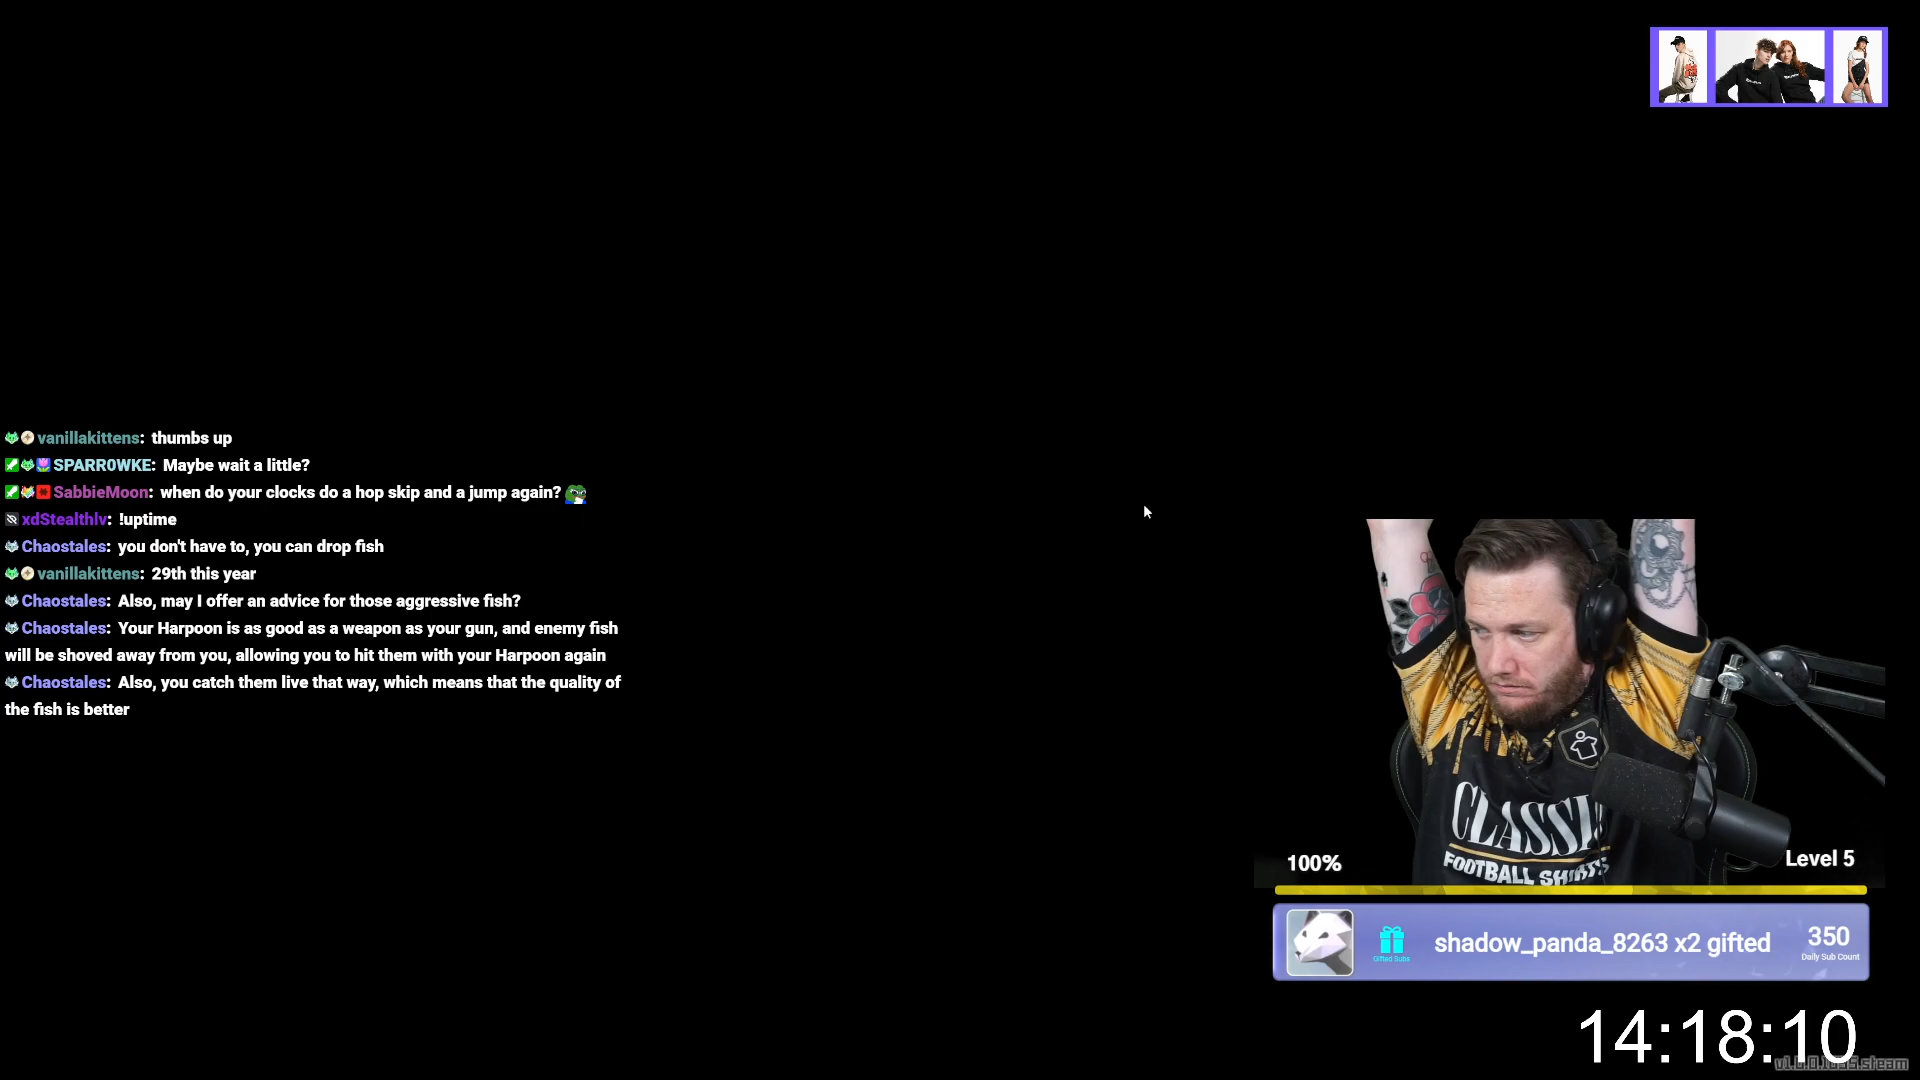 vanillakittens: thumbs up
SPARR0WKE: Maybe wait a little?
SabbieMoon: when do your clocks do a hop skip and a jump again?
xdStealthlv: !uptime
Chaostales: you don't have to, you can drop fish
vanillakittens: 29th this year
Chaostales: Also, may I offer an advice for those aggressive fish?
Chaostales: Your Harpoon is as good as a weapon as your gun, and enemy fish
will be shoved away from you, allowing you to hit them with your Harpoon again
Chaostales: Also, you catch them live that way, which means that the quality of
the fish is better
CLASSI
FOOTBALL SHIRTS
100%
Level 5
Gifted Subs
shadow_panda_8263 x2 gifted
350
Daily Sub Count
14:18:10